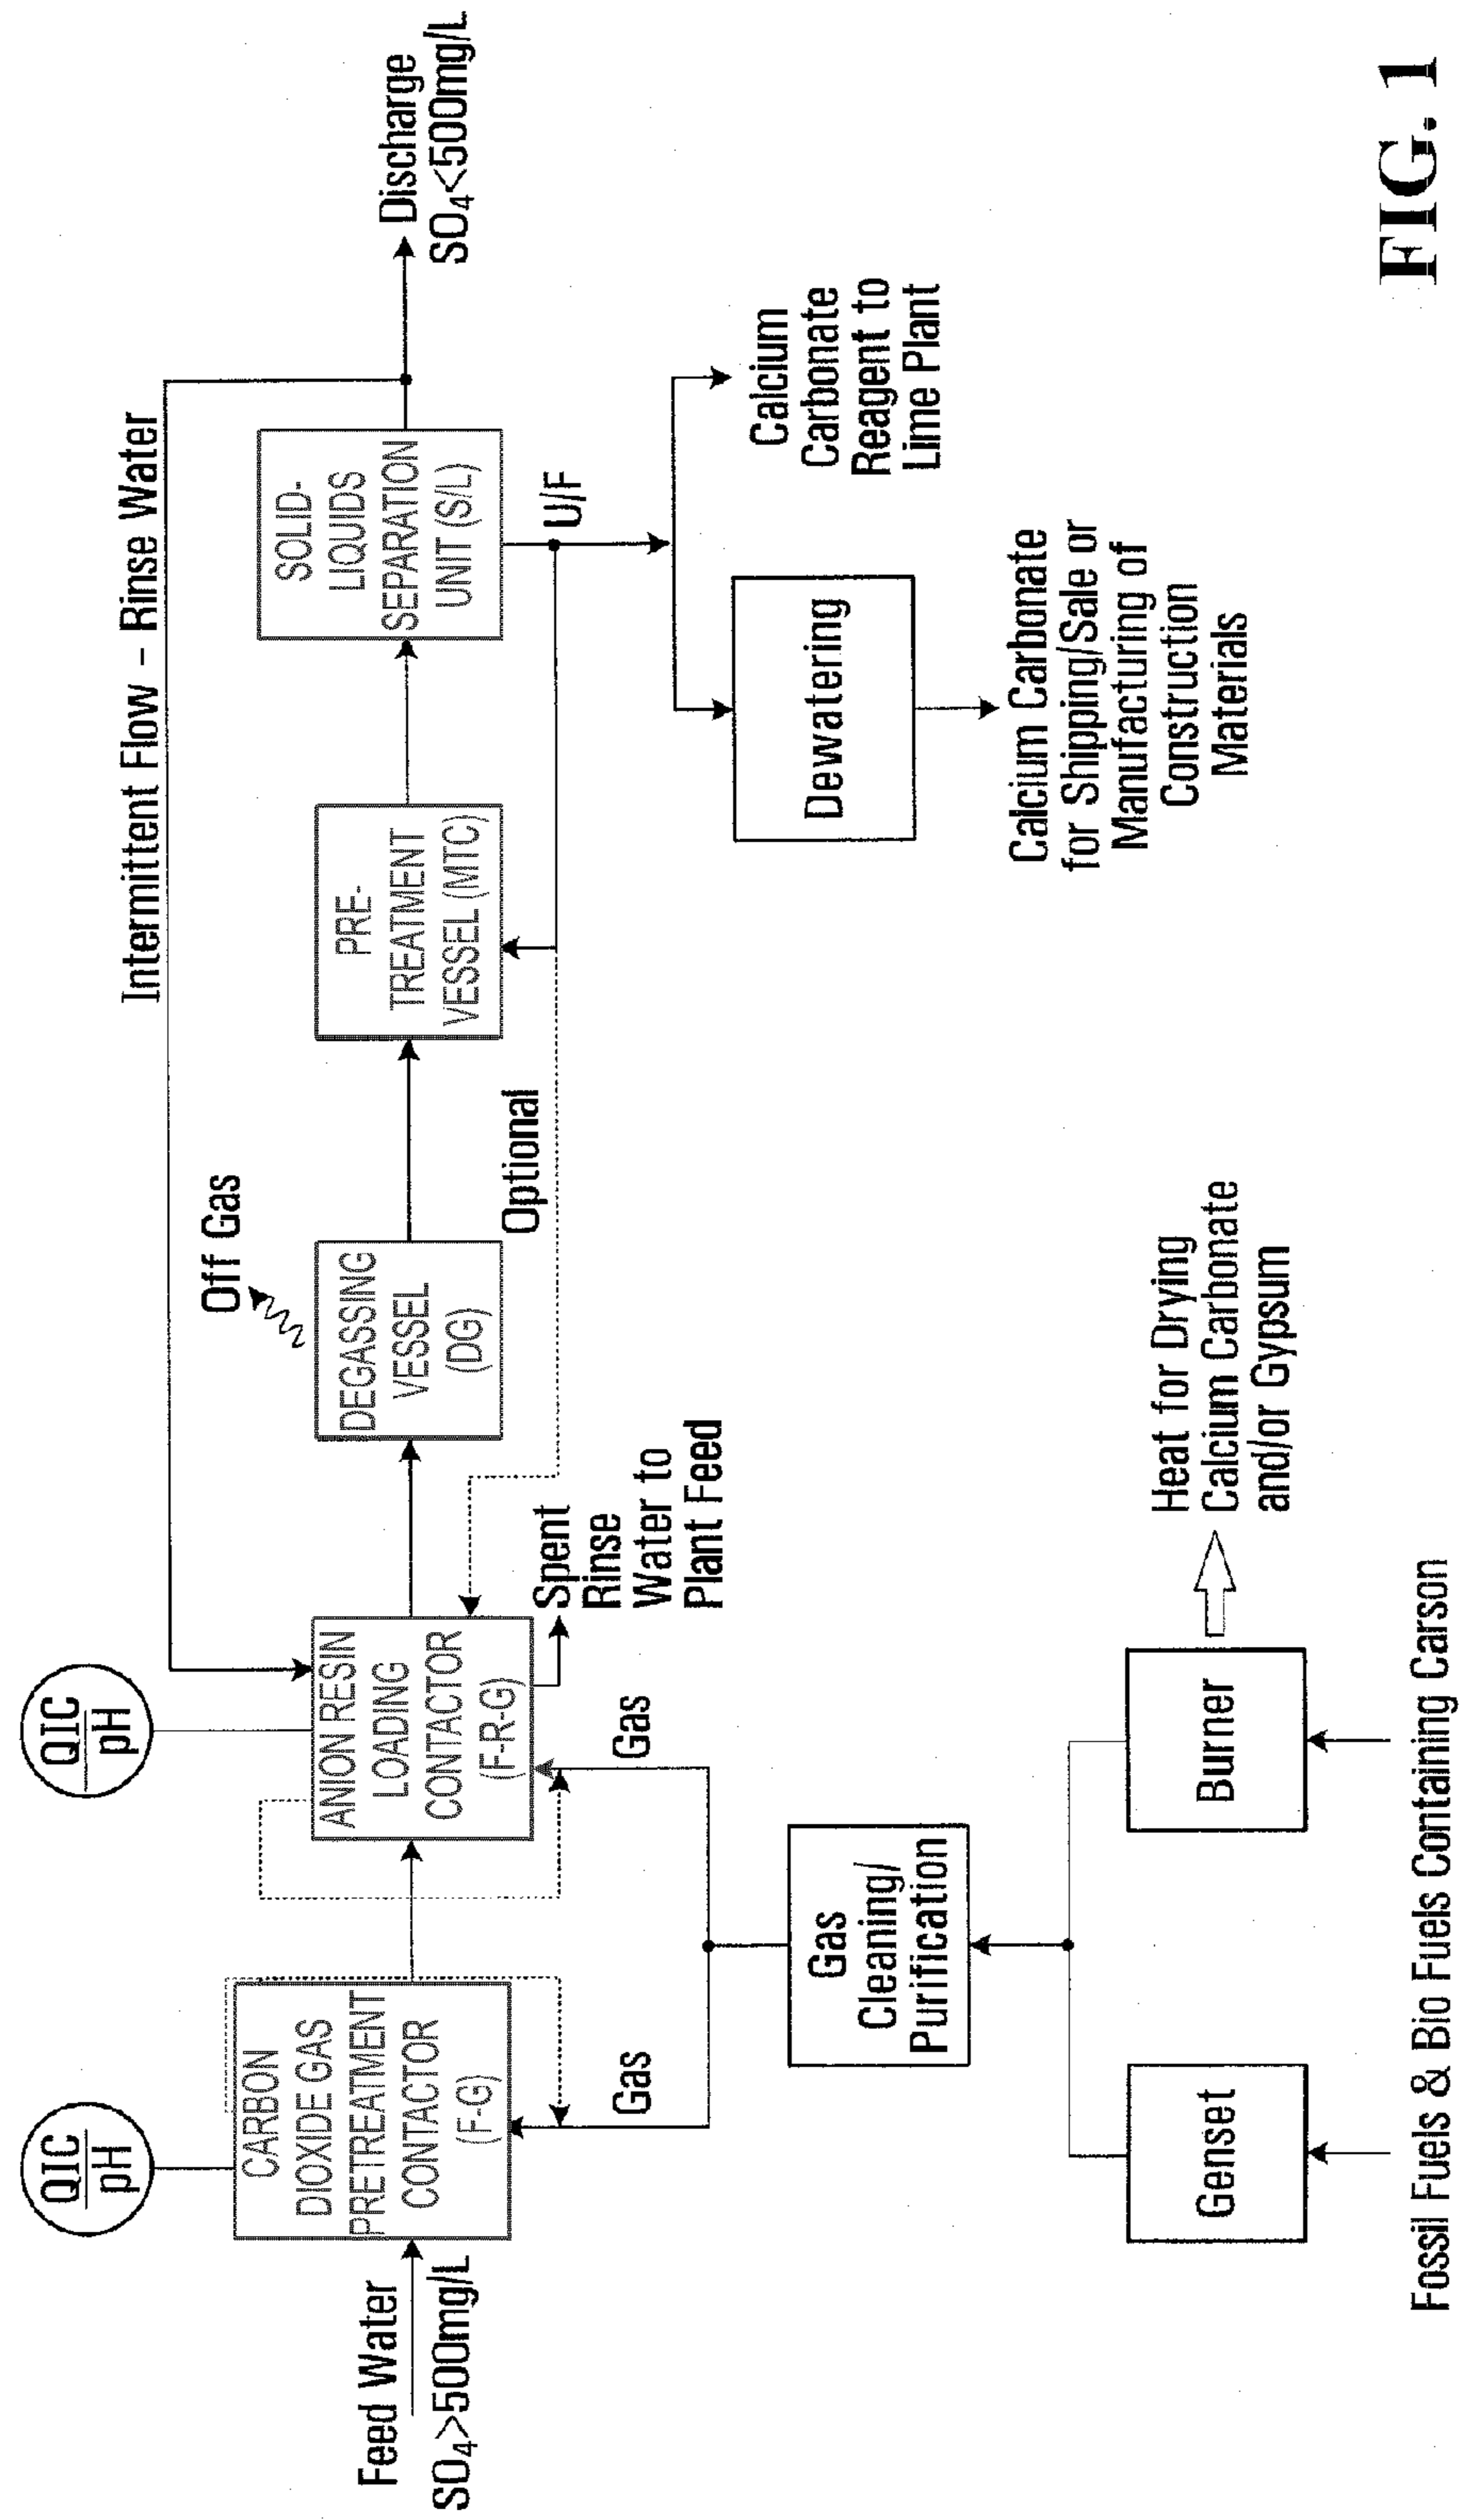 Intermittent Flow – Rinse Water
QIC
pH
QIC
pH
Off Gas
Feed Water
SO₄>500mg/L
CARBON
DIOXIDE GAS
PRETREATMENT
CONTACTOR
(F-G)
ANION RESIN
LOADING
CONTACTOR
(F-R-G)
DEGASSING
VESSEL
(DG)
PRE-
TREATMENT
VESSEL (MTC)
SOLID-
LIQUIDS
SEPARATION
UNIT (S/L)
Discharge
SO₄<500mg/L
Optional
U/F
Gas
Gas
Spent
Rinse
Water to
Plant Feed
Dewatering
Calcium
Carbonate
Reagent to
Lime Plant
Calcium Carbonate
for Shipping/Sale or
Manufacturing of
Construction
Materials
Gas
Cleaning/
Purification
Genset
Burner
Heat for Drying
Calcium Carbonate
and/or Gypsum
Fossil Fuels & Bio Fuels Containing Carson
FIG. 1